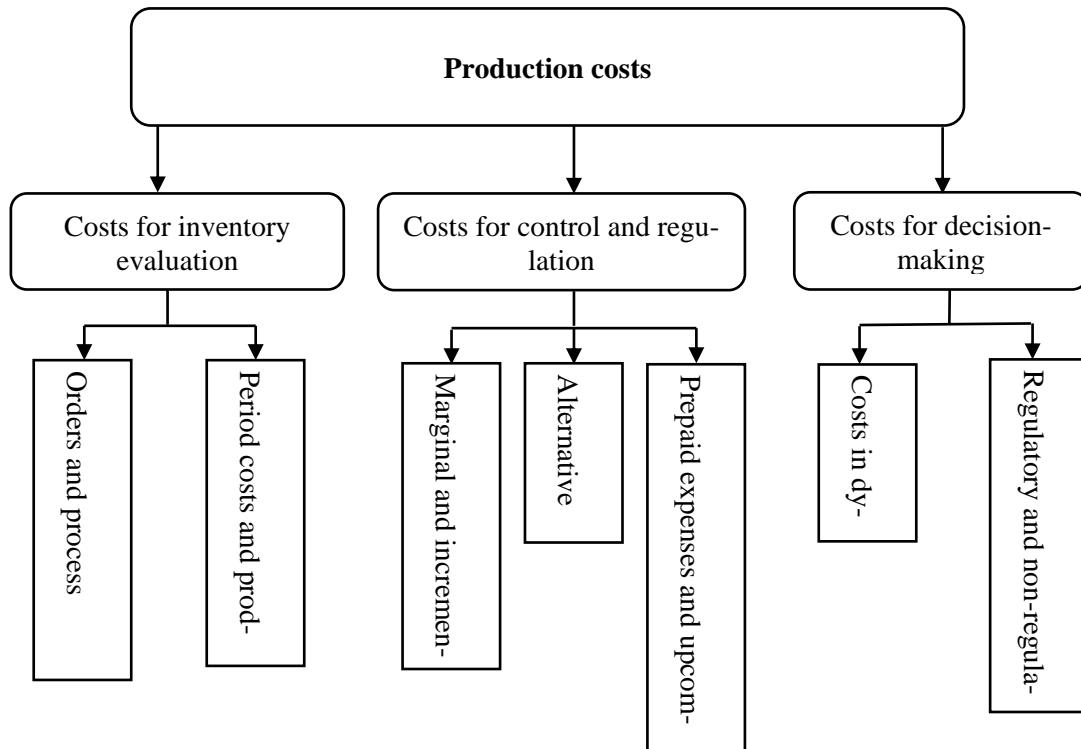 Production costs
Costs for inventory
evaluation
Costs for control and regu-
lation
Costs for decision-
making
Orders and process
Period costs and prod-
Marginal and incremen-
Alternative
Prepaid expenses and upcom-
Costs in dy-
Regulatory and non-regula-